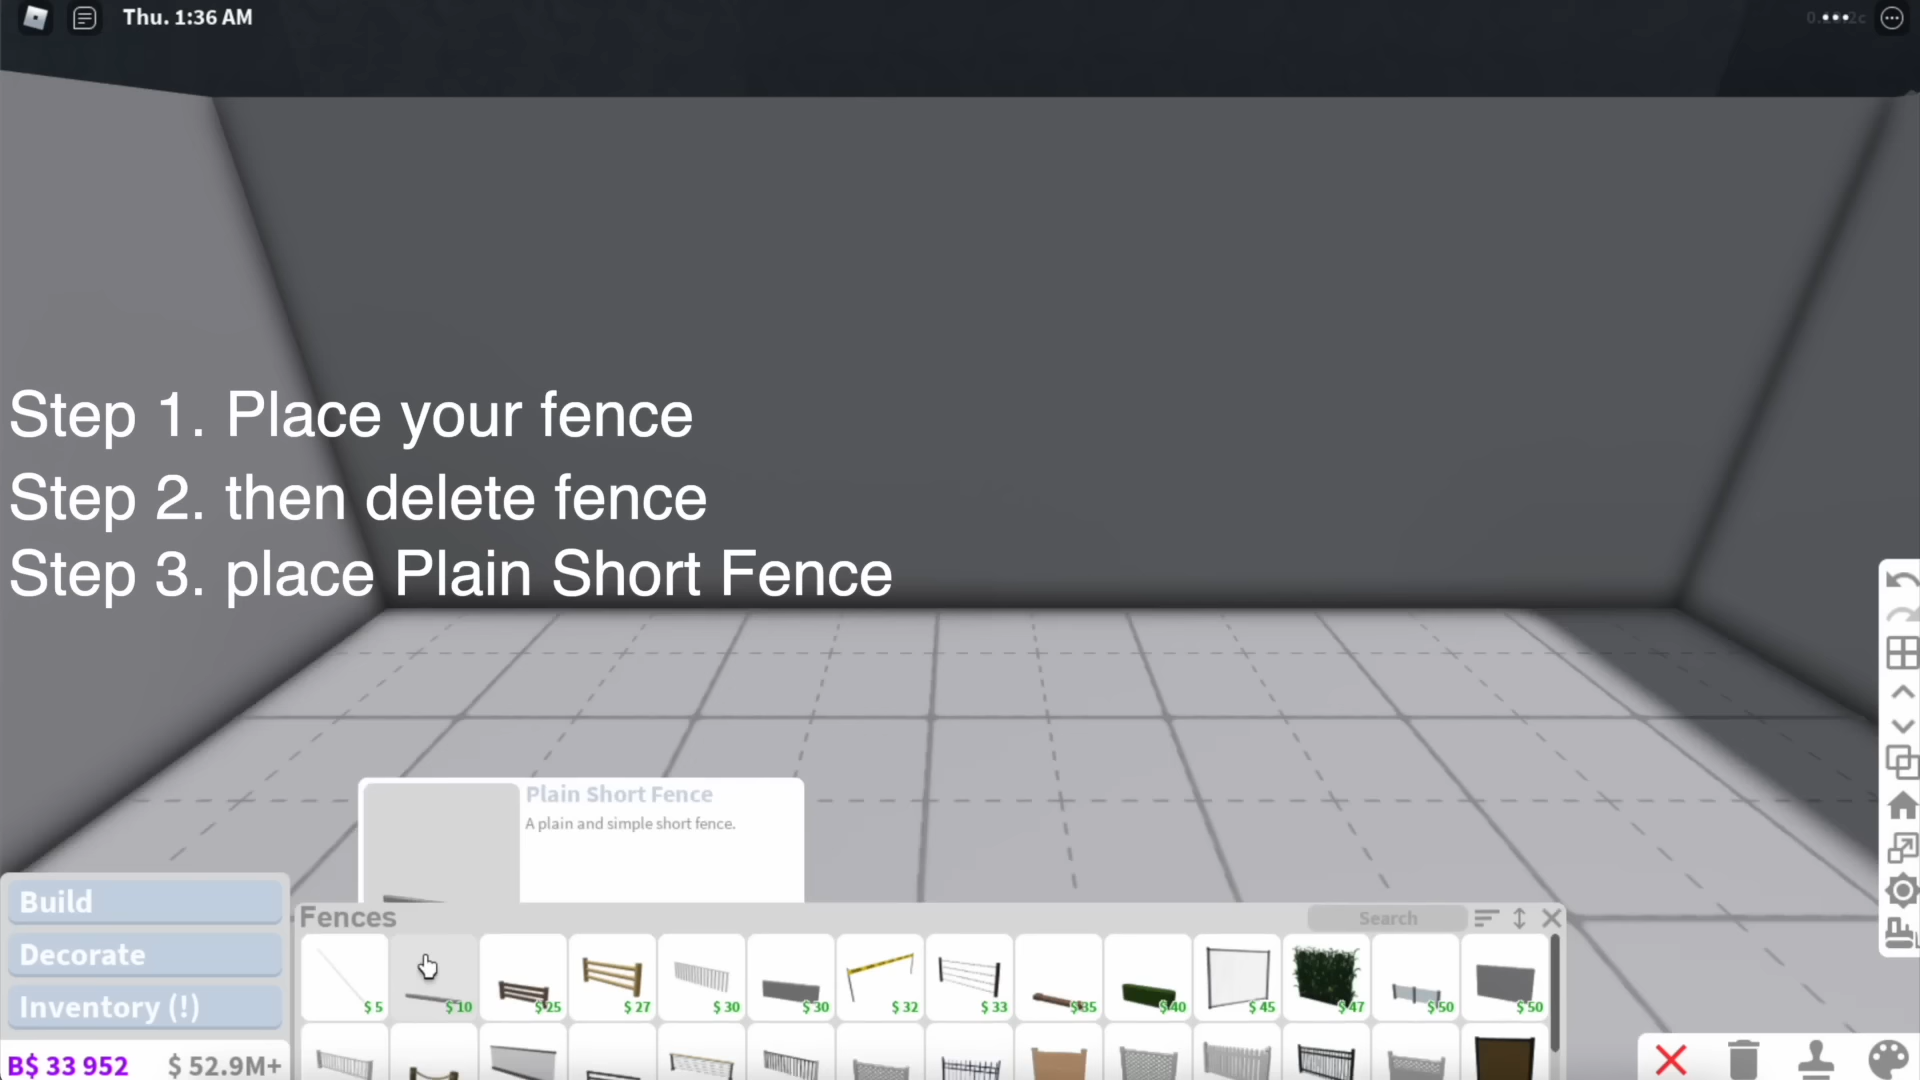 Thu. 1:36 AM
Step 1. Place your fence
Step 2. then delete fence
Step 3. place Plain Short Fence
Plain Short Fence
A plain and simple short fence.
Build
Decorate
Inventory (!)
B$ 33 952 $ 52.9M+
Fences
Search
$ 5 $ 10 $ 25 $ 27 $ 30 $ 30 $ 32 $ 33 $ 35 $ 40 $ 45 $ 47 $ 50 $ 50